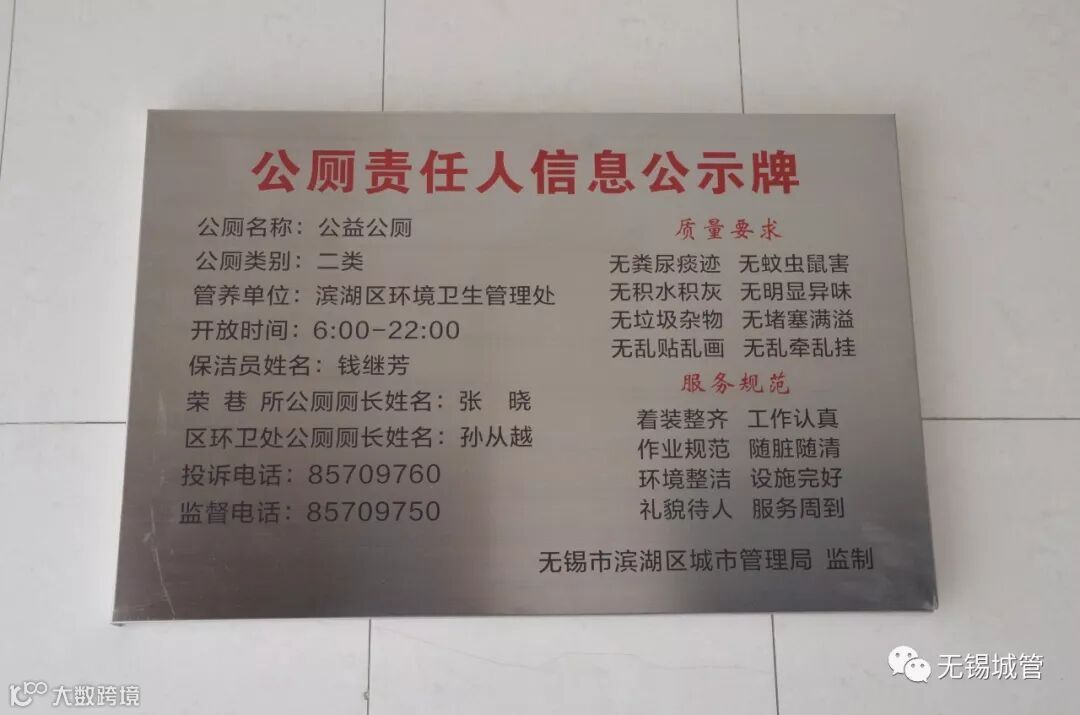 公厕责任人信息公示牌
公厕名称：公益公厕
公厕类别：二类
管养单位：滨湖区环境卫生管理处
开放时间：6:00-22:00
保洁员姓名：钱继芳
荣 巷 所公厕厕长姓名：张 晓
区环卫处公厕厕长姓名：孙从越
投诉电话：85709760
监督电话：85709750
质量要求
无粪尿痰迹 无蚊虫鼠害
无积水积灰 无明显异味
无垃圾杂物 无堵塞满溢
无乱贴乱画 无乱牵乱挂
服务规范
着装整齐 工作认真
作业规范 随脏随清
环境整洁 设施完好
礼貌待人 服务周到
无锡市滨湖区城市管理局 监制
无锡城管
大数跨境